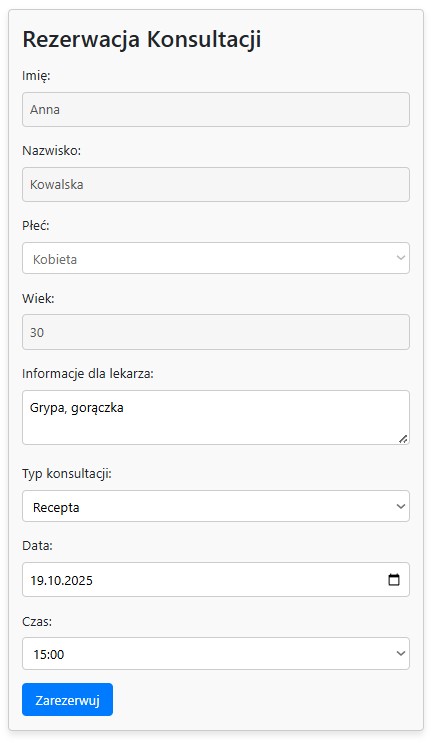 Rezerwacja Konsultacji
Imię:
Anna
Nazwisko:
Kowalska
Płeć:
Kobieta
Wiek:
30
Informacje dla lekarza:
Grypa, gorączka
Typ konsultacji:
Recepta
Data:
19.10.2025
Czas:
15:00
Zarezerwuj